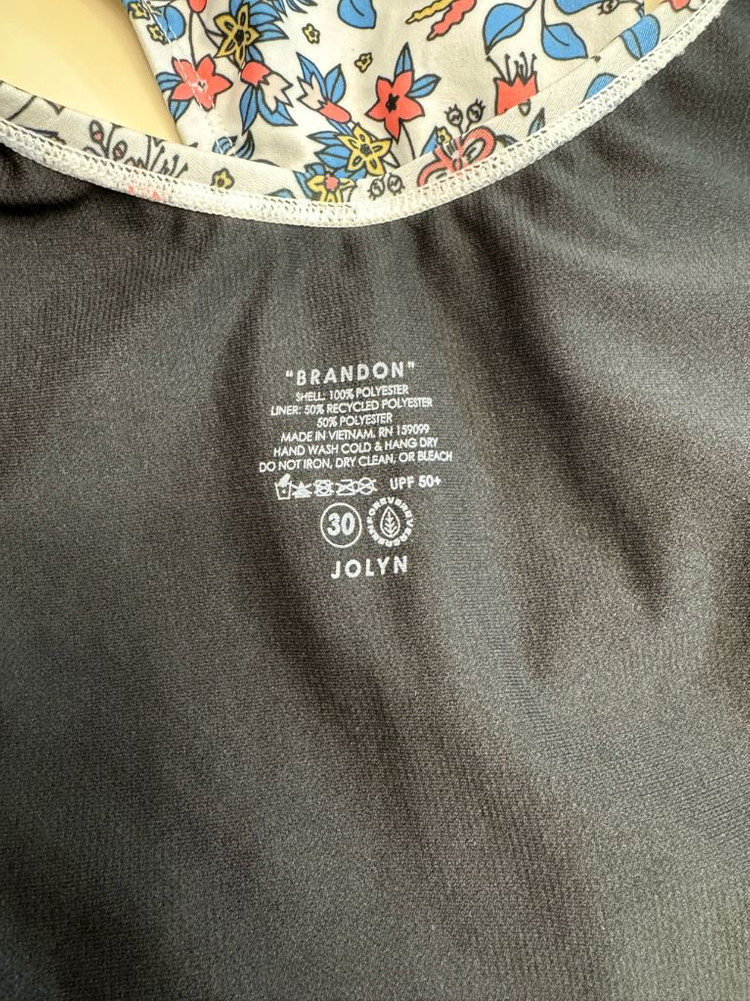 "BRANDON"
SHELL: 100% POLYESTER
LINER: 50% RECYCLED POLYESTER
50% POLYESTER
MADE IN VIETNAM. RN 159099
HAND WASH COLD & HANG DRY
DO NOT IRON, DRY CLEAN, OR BLEACH
UPF 50+
30
FOREVEREVERGREEN
JOLYN